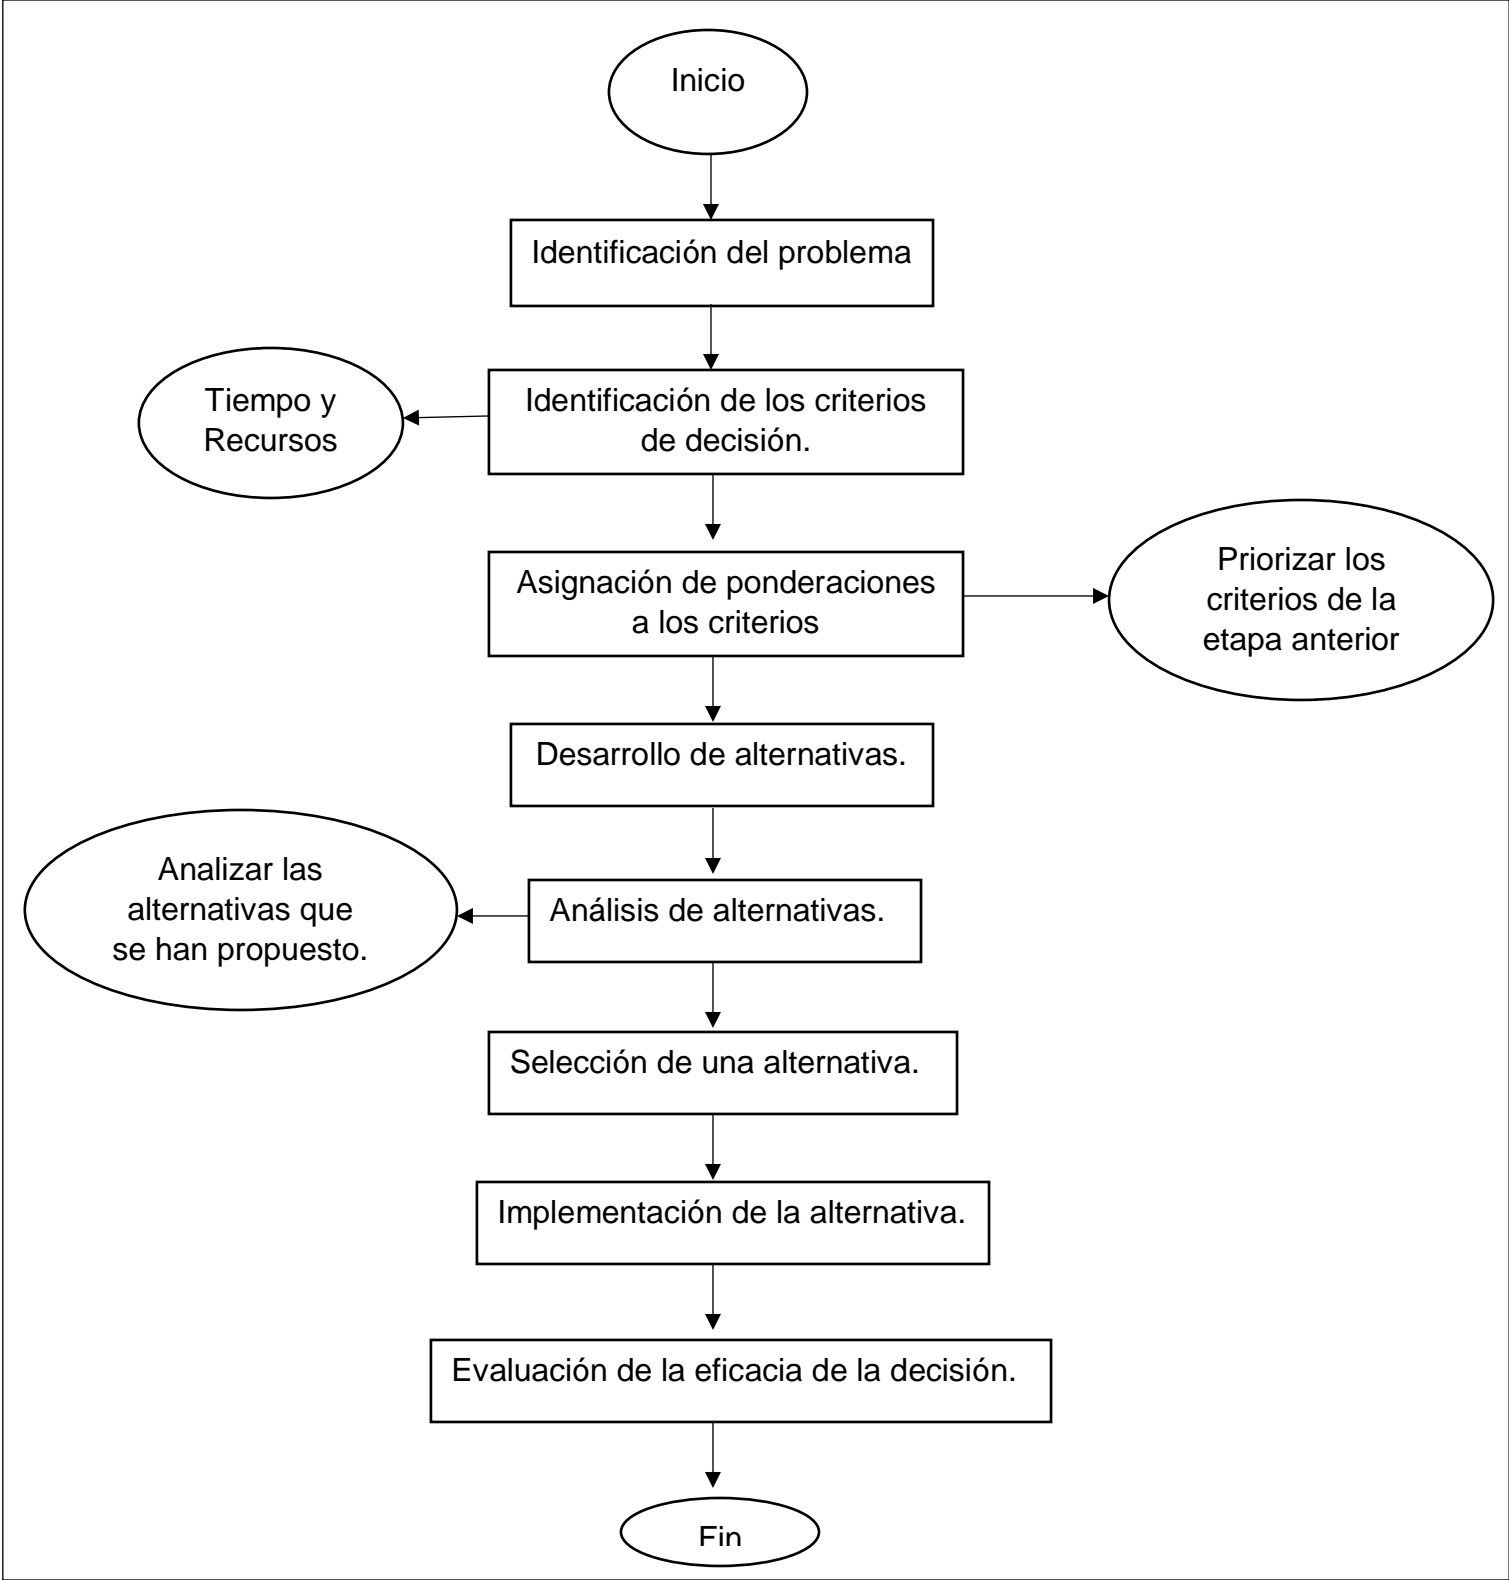 Inicio
Identificación del problema
Tiempo y
Recursos
Identificación de los criterios
de decisión.
Asignación de ponderaciones
a los criterios
Priorizar los
criterios de la
etapa anterior
Desarrollo de alternativas.
Analizar las
alternativas que
se han propuesto.
Análisis de alternativas.
Selección de una alternativa.
Implementación de la alternativa.
Evaluación de la eficacia de la decisión.
Fin